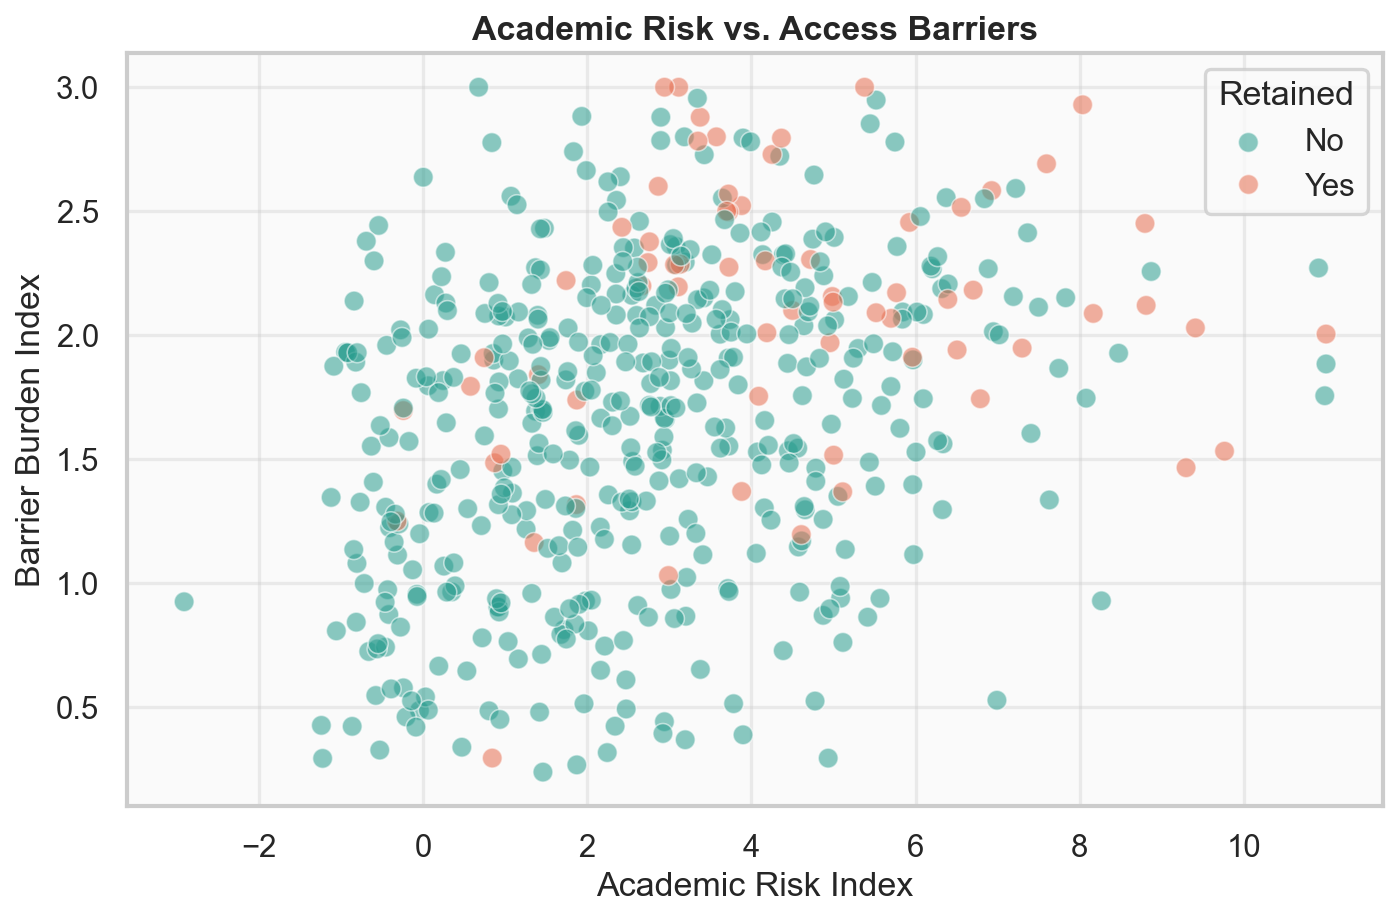 Academic Risk vs. Access Barriers
Retained
No
Yes
3.0
2.5
2.0
1.5
1.0
0.5
Barrier Burden Index
−2 0 2 4 6 8 10
Academic Risk Index